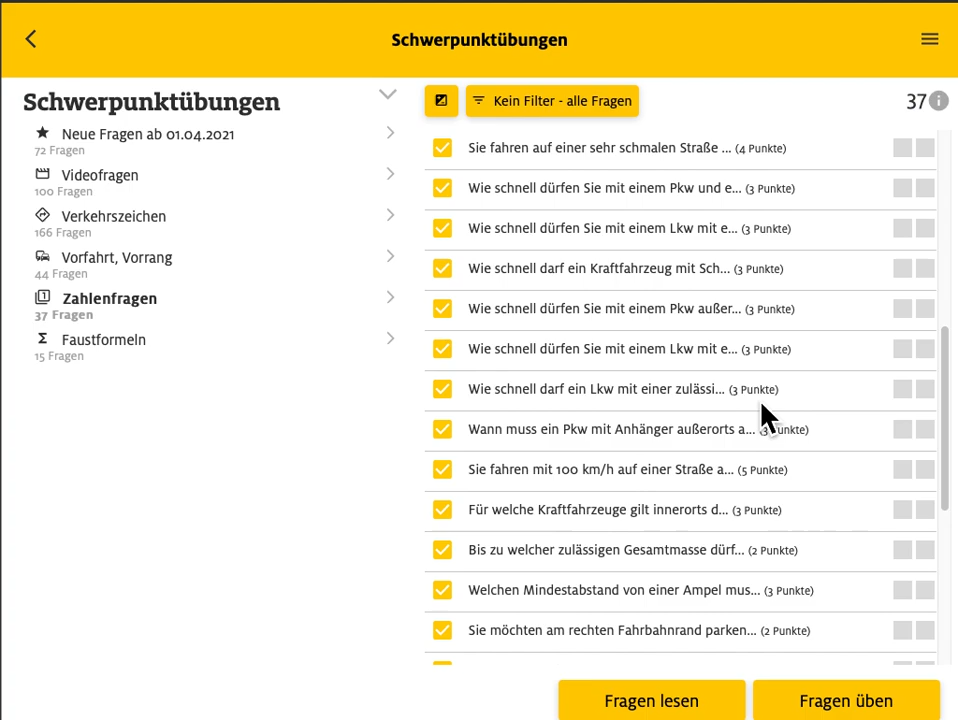 Schwerpunktübungen
Schwerpunktübungen
Neue Fragen ab 01.04.2021
72 Fragen
Videofragen
100 Fragen
Verkehrszeichen
166 Fragen
Vorfahrt, Vorrang
44 Fragen
Zahlenfragen
37 Fragen
Faustformeln
15 Fragen
Kein Filter - alle Fragen
37
Sie fahren auf einer sehr schmalen Straße ... (4 Punkte)
Wie schnell dürfen Sie mit einem Pkw und e... (3 Punkte)
Wie schnell dürfen Sie mit einem Lkw mit e... (3 Punkte)
Wie schnell darf ein Kraftfahrzeug mit Sch... (3 Punkte)
Wie schnell dürfen Sie mit einem Pkw außer... (3 Punkte)
Wie schnell dürfen Sie mit einem Lkw mit e... (3 Punkte)
Wie schnell darf ein Lkw mit einer zulässi... (3 Punkte)
Wann muss ein Pkw mit Anhänger außerorts a... (3 Punkte)
Sie fahren mit 100 km/h auf einer Straße a... (5 Punkte)
Für welche Kraftfahrzeuge gilt innerorts d... (3 Punkte)
Bis zu welcher zulässigen Gesamtmasse dürf... (2 Punkte)
Welchen Mindestabstand von einer Ampel mus... (3 Punkte)
Sie möchten am rechten Fahrbahnrand parken... (2 Punkte)
Fragen lesen
Fragen üben